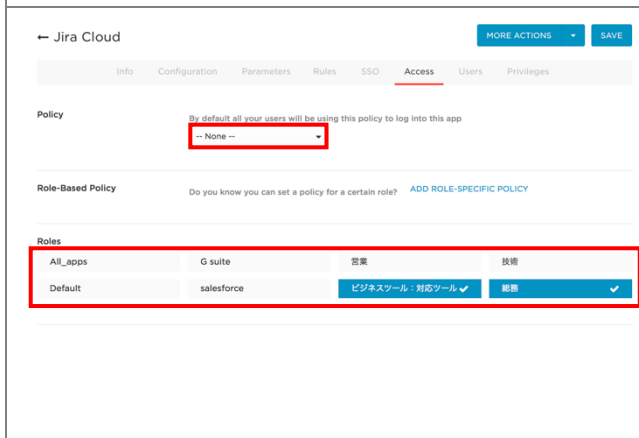 ← Jira Cloud
MORE ACTIONS
SAVE
Info Configuration Parameters Rules SSO Access Users Privileges
Policy
By default all your users will be using this policy to log into this app
-- None --
Role-Based Policy
Do you know you can set a policy for a certain role? ADD ROLE-SPECIFIC POLICY
Roles
All_apps G suite 営業 技術
Default salesforce ビジネスツール：対応ツール 総務